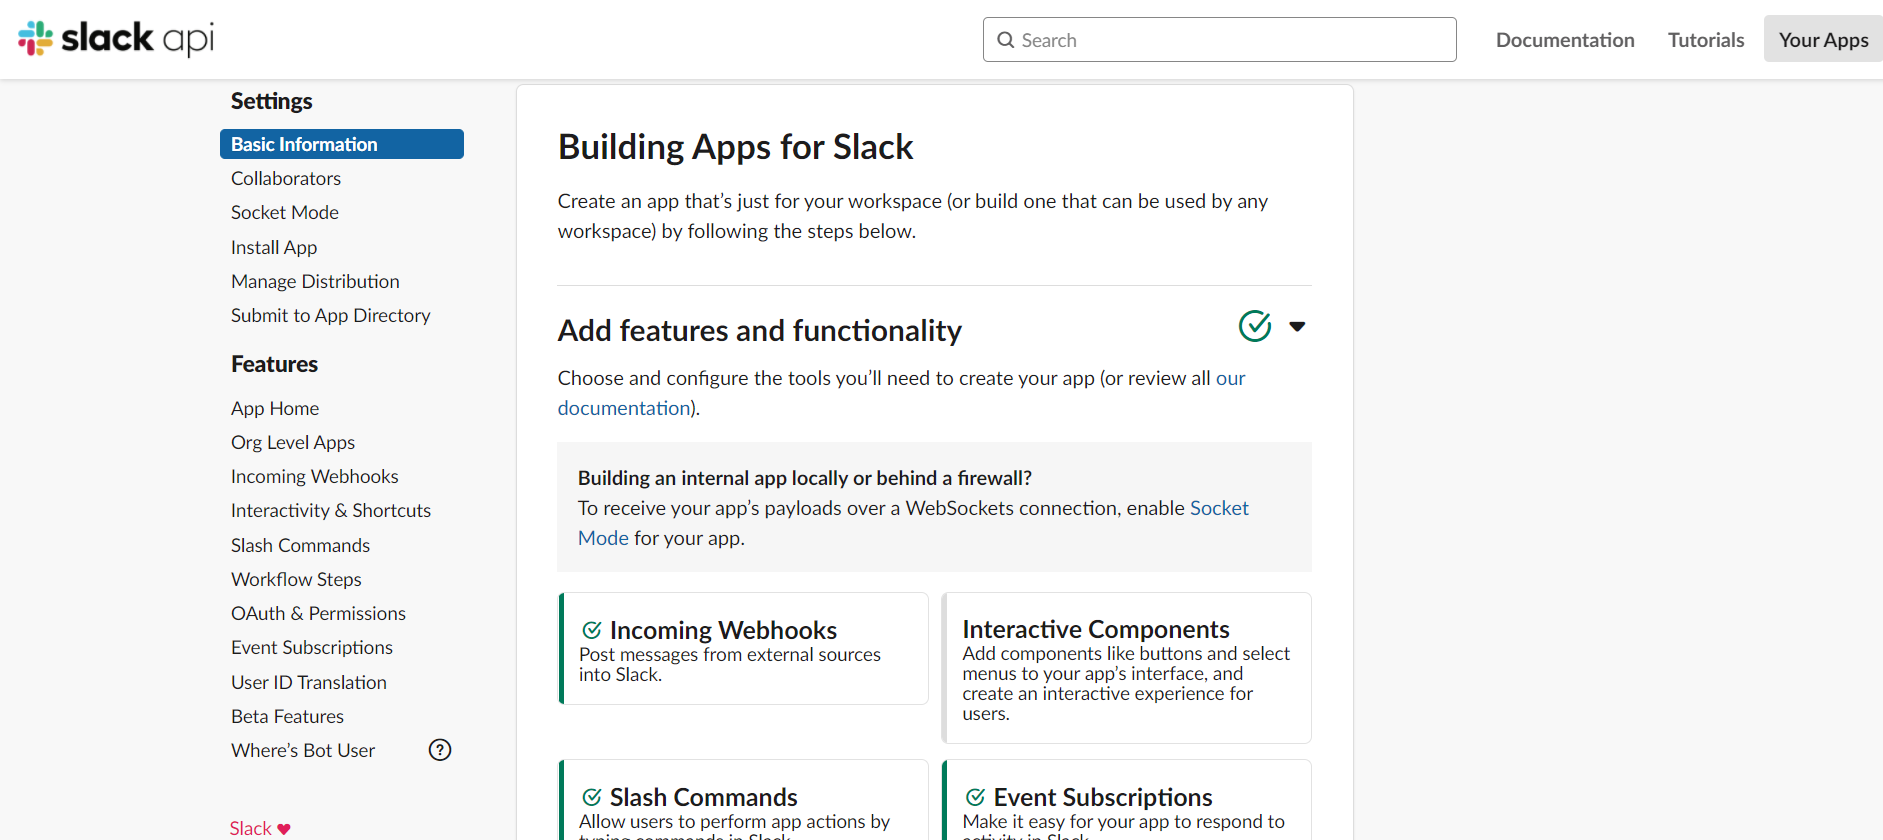 slack api
Search
Documentation
Tutorials
Your Apps
Settings
Basic Information
Collaborators
Socket Mode
Install App
Manage Distribution
Submit to App Directory
Features
App Home
Org Level Apps
Incoming Webhooks
Interactivity & Shortcuts
Slash Commands
Workflow Steps
OAuth & Permissions
Event Subscriptions
User ID Translation
Beta Features
Where's Bot User
?
Slack
Building Apps for Slack
Create an app that's just for your workspace (or build one that can be used by any
workspace) by following the steps below.
Add features and functionality
Choose and configure the tools you'll need to create your app (or review all our
documentation).
Building an internal app locally or behind a firewall?
To receive your app's payloads over a WebSockets connection, enable Socket
Mode for your app.
Incoming Webhooks
Post messages from external sources
into Slack.
Interactive Components
Add components like buttons and select
menus to your app's interface, and
create an interactive experience for
users.
Slash Commands
Allow users to perform app actions by
typing commands in Slack
Event Subscriptions
Make it easy for your app to respond to
activity in Slack